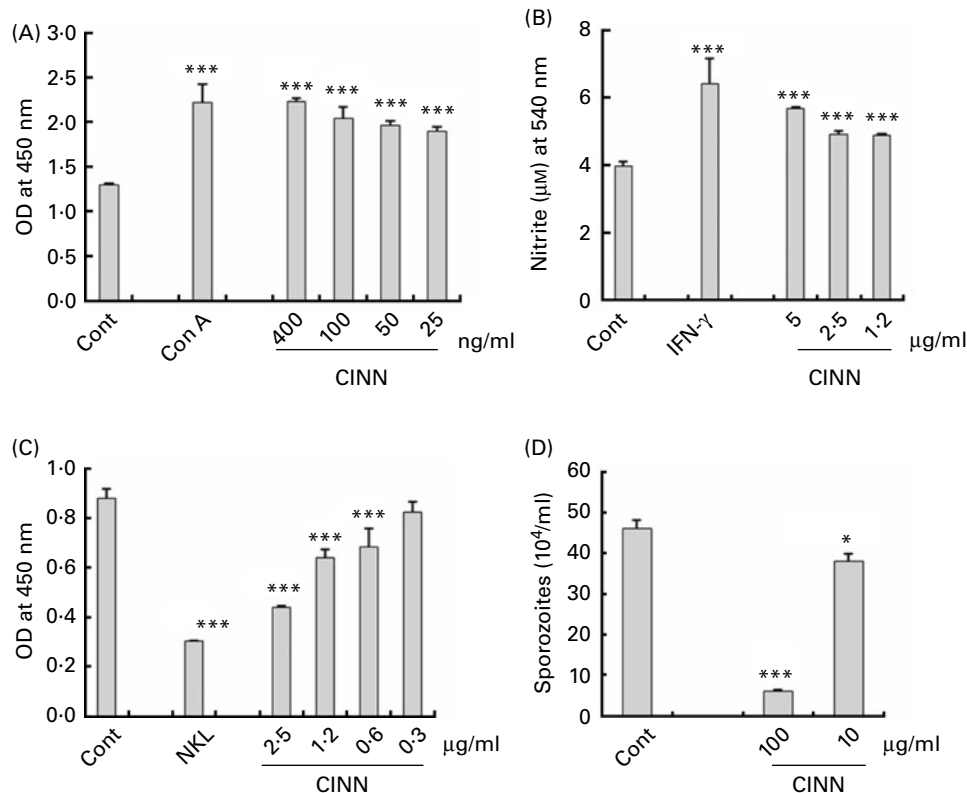 (A)
3·0
2·5
2·0
1·5
1·0
0·5
0·0
OD at 450 nm
***
***
***
***
***
Cont
Con A
400
100
50
25
ng/ml
CINN
(B)
8
6
4
2
0
Nitrite (μM) at 540 nm
***
***
***
***
Cont
IFN-γ
5
2·5
1·2
μg/ml
CINN
(C)
1·0
0·8
0·6
0·4
0·2
0·0
OD at 450 nm
***
***
***
***
Cont
NKL
2·5
1·2
0·6
0·3
μg/ml
CINN
(D)
60
50
40
30
20
10
0
Sporozoites (10⁴/ml)
***
*
Cont
100
10
μg/ml
CINN